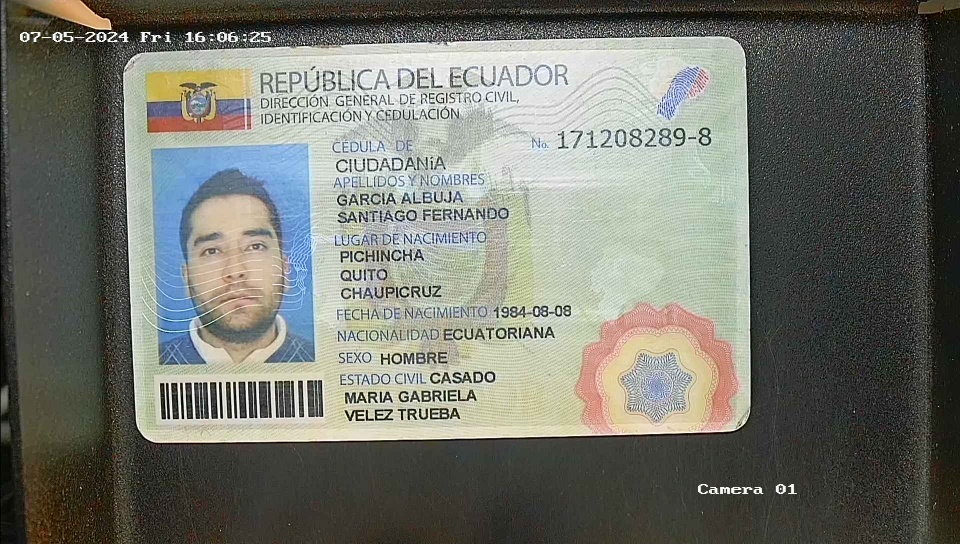 07-05-2024 Fri 16:06:25
REPÚBLICA DEL ECUADOR
DIRECCIÓN GENERAL DE REGISTRO CIVIL,
IDENTIFICACIÓN Y CEDULACIÓN
CÉDULA DE
No. 171208289-8
CIUDADANíA
APELLIDOS Y NOMBRES
GARCIA ALBUJA
SANTIAGO FERNANDO
LUGAR DE NACIMIENTO
PICHINCHA
QUITO
CHAUPICRUZ
FECHA DE NACIMIENTO 1984-08-08
NACIONALIDAD ECUATORIANA
SEXO HOMBRE
ESTADO CIVIL CASADO
MARIA GABRIELA
VELEZ TRUEBA
Camera 01